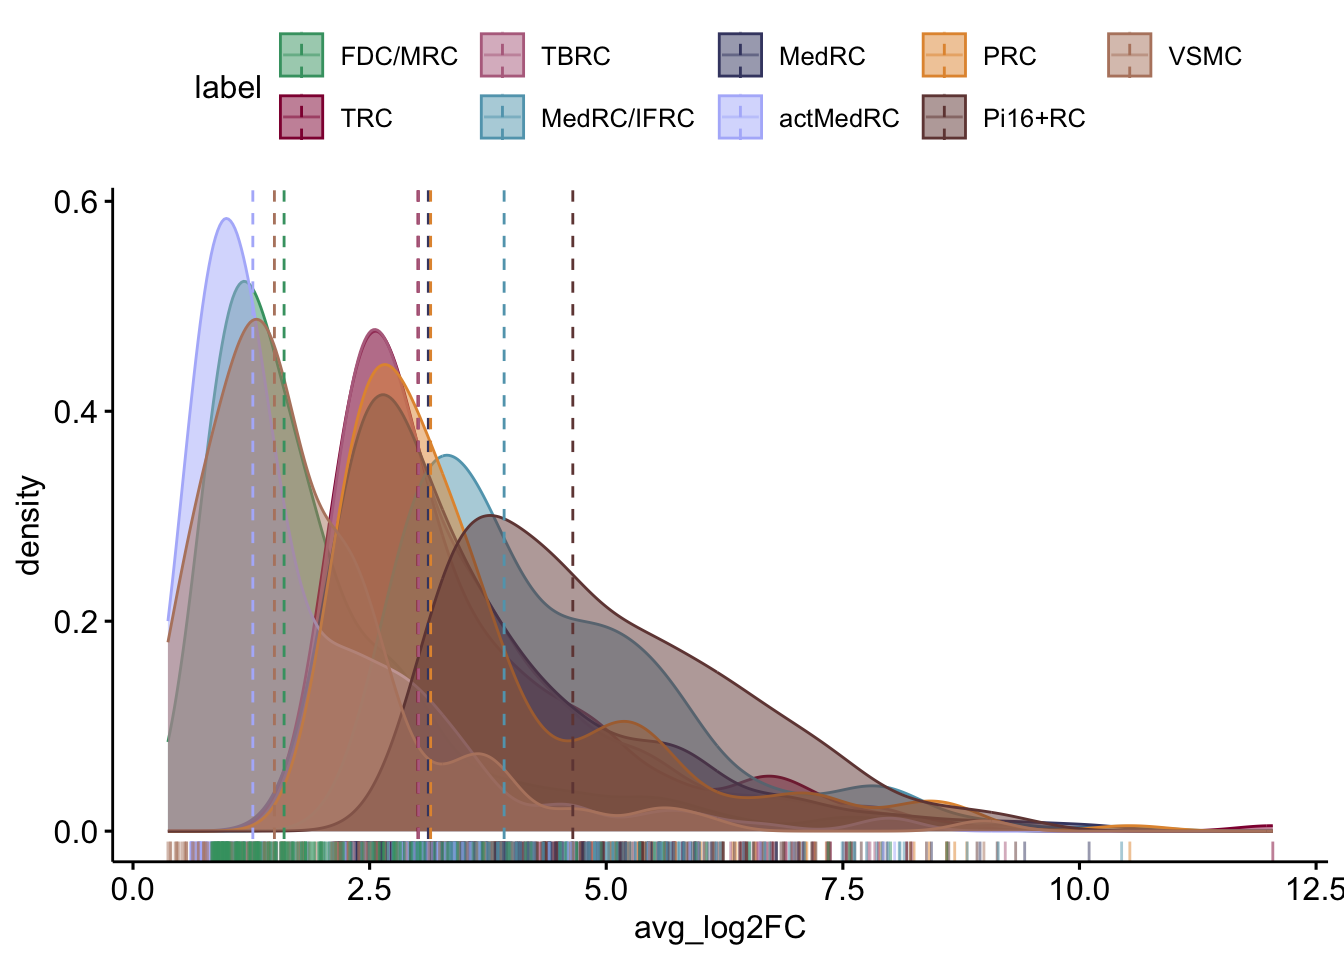 label
FDC/MRC TBRC MedRC PRC VSMC
TRC MedRC/IFRC actMedRC Pi16+RC
0.6
0.4
0.2
0.0
density
0.0 2.5 5.0 7.5 10.0 12.5
avg_log2FC